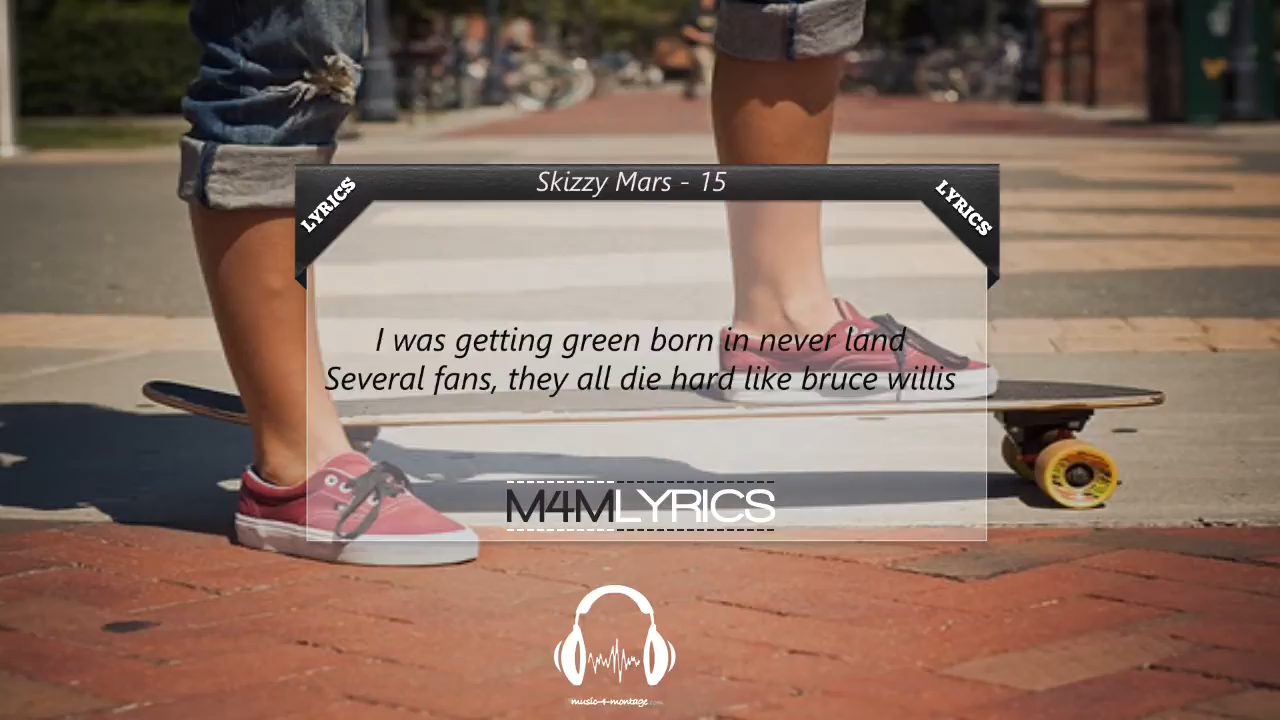 Skizzy Mars - 15
LYRICS
LYRICS
I was getting green born in never land
Several fans, they all die hard like bruce willis
M4MLYRICS
music-4-montage.com